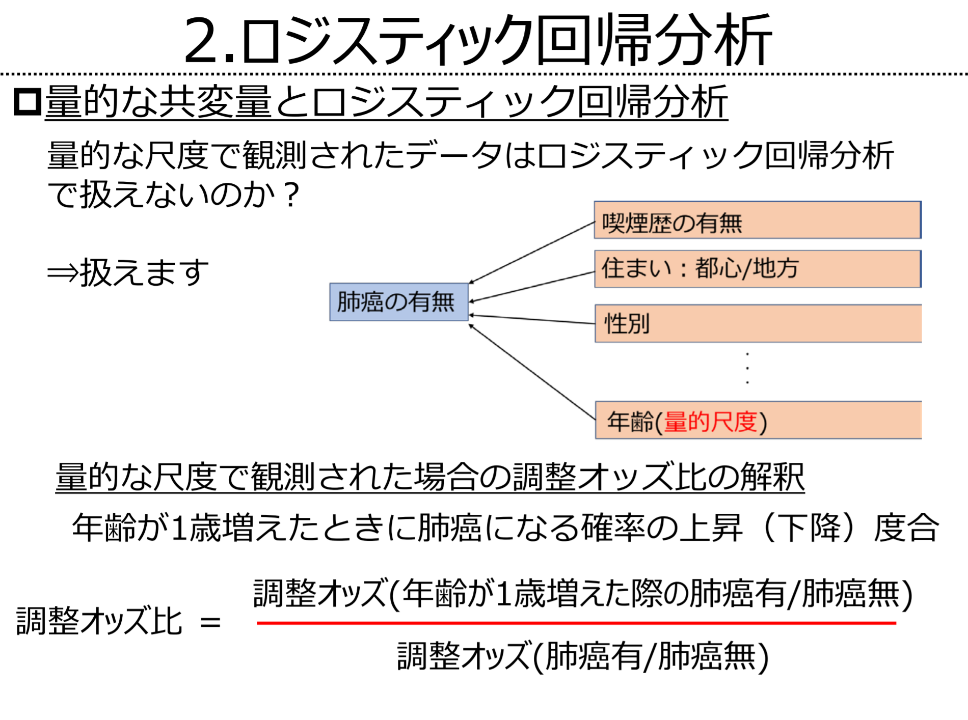 2.ロジスティック回帰分析
量的な共変量とロジスティック回帰分析
量的な尺度で観測されたデータはロジスティック回帰分析
で扱えないのか？
⇒扱えます
肺癌の有無
喫煙歴の有無
住まい：都心/地方
性別
・・・
年齢(量的尺度)
量的な尺度で観測された場合の調整オッズ比の解釈
年齢が1歳増えたときに肺癌になる確率の上昇（下降）度合
調整オッズ比 =
調整オッズ(年齢が1歳増えた際の肺癌有/肺癌無)
調整オッズ(肺癌有/肺癌無)